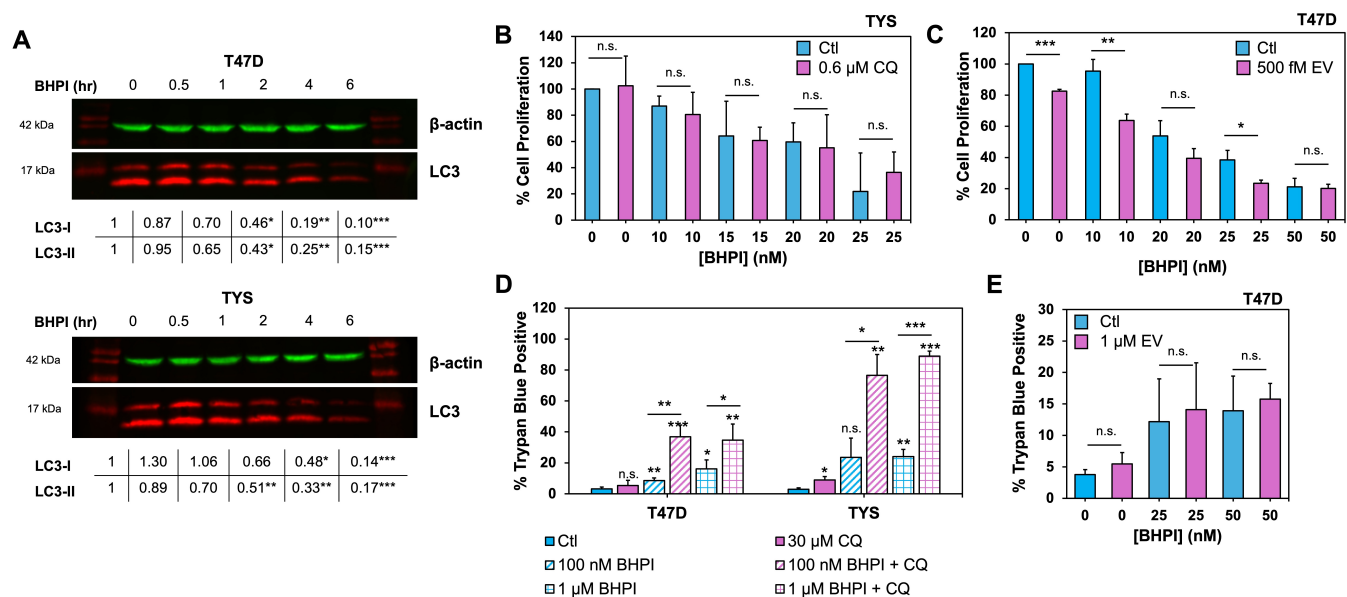 A
T47D
BHPI (hr) 0 0.5 1 2 4 6
42 kDa
β-actin
17 kDa
LC3
LC3-I 1 0.87 0.70 0.46* 0.19** 0.10***
LC3-II 1 0.95 0.65 0.43* 0.25** 0.15***
TYS
BHPI (hr) 0 0.5 1 2 4 6
42 kDa
β-actin
17 kDa
LC3
LC3-I 1 1.30 1.06 0.66 0.48* 0.14***
LC3-II 1 0.89 0.70 0.51** 0.33** 0.17***
B
TYS
% Cell Proliferation
140
120
100
80
60
40
20
0
n.s.
n.s.
n.s.
n.s.
n.s.
Ctl
0.6 µM CQ
0 0 10 10 15 15 20 20 25 25
[BHPI] (nM)
C
T47D
% Cell Proliferation
120
100
80
60
40
20
0
***
**
n.s.
*
n.s.
Ctl
500 fM EV
0 0 10 10 20 20 25 25 50 50
[BHPI] (nM)
D
% Trypan Blue Positive
120
100
80
60
40
20
0
n.s.
**
**
***
*
*
**
*
n.s.
*
**
**
***
***
T47D TYS
Ctl
30 µM CQ
100 nM BHPI
100 nM BHPI + CQ
1 µM BHPI
1 µM BHPI + CQ
E
T47D
% Trypan Blue Positive
30
25
20
15
10
5
0
Ctl
1 µM EV
n.s.
n.s.
n.s.
0 0 25 25 50 50
[BHPI] (nM)